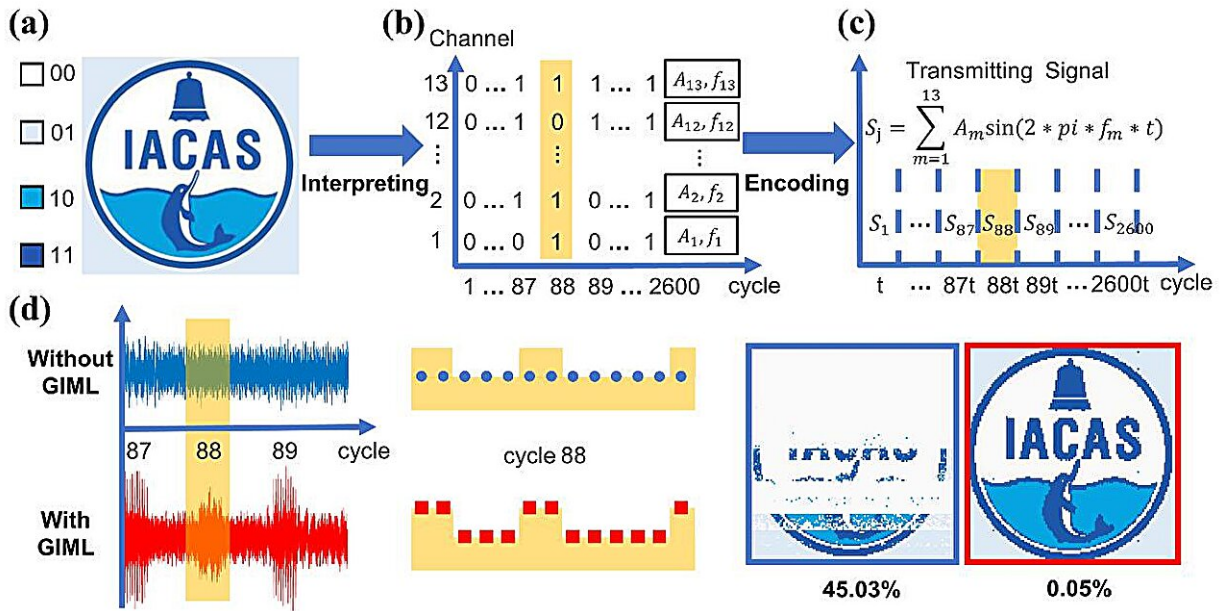 (a)
00
01
10
11
IACAS
Interpreting
(b)
Channel
13 0 ... 1 1 1 ... 1 A₁₃, f₁₃
12 0 ... 1 0 1 ... 1 A₁₂, f₁₂
⋮ ⋮ ⋮
2 0 ... 1 1 0 ... 1 A₂, f₂
1 0 ... 0 1 0 ... 1 A₁, f₁
1 ... 87 88 89 ... 2600 cycle
Encoding
(c)
Transmitting Signal
Sⱼ = ∑ₘ₌₁¹³ Aₘsin(2 * pi * fₘ * t)
S₁ ... S₈₇ S₈₈ S₈₉ ... S₂₆₀₀
t ... 87t 88t 89t ...2600t cycle
(d)
Without
GIML
87 88 89 cycle
With
GIML
cycle 88
IACAS
45.03%
IACAS
0.05%